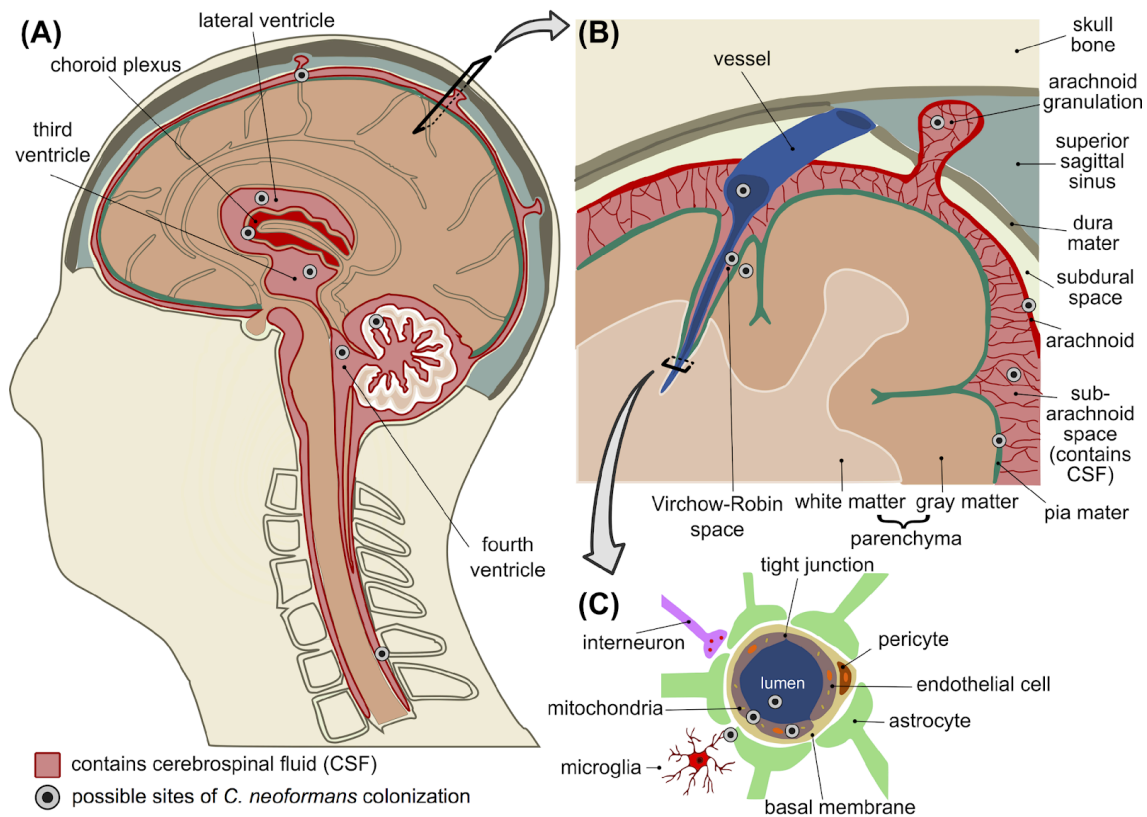 (A)
lateral ventricle
choroid plexus
third
ventricle
fourth
ventricle
contains cerebrospinal fluid (CSF)
possible sites of C. neoformans colonization
(B)
vessel
skull
bone
arachnoid
granulation
superior
sagittal
sinus
dura
mater
subdural
space
arachnoid
sub-
arachnoid
space
(contains
CSF)
pia mater
Virchow-Robin
space
white matter
gray matter
parenchyma
(C)
tight junction
interneuron
pericyte
lumen
endothelial cell
mitochondria
astrocyte
microglia
basal membrane